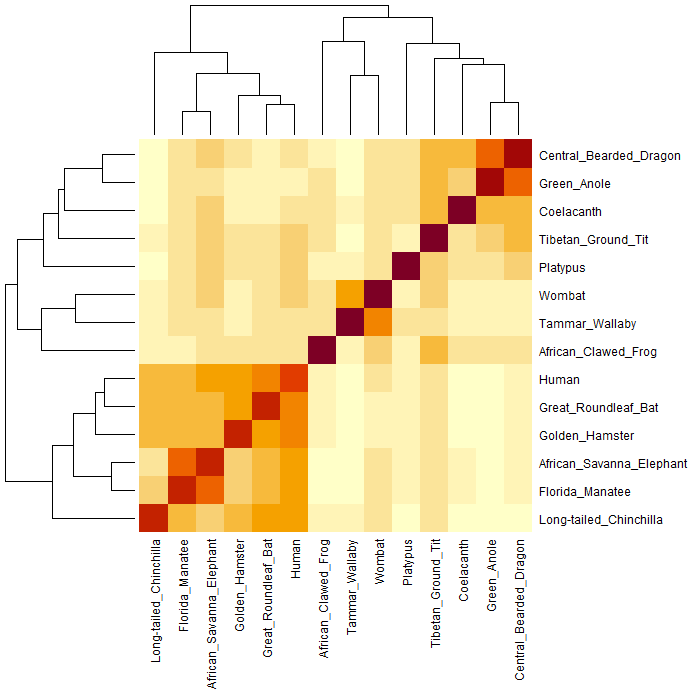 Central_Bearded_Dragon
Green_Anole
Coelacanth
Tibetan_Ground_Tit
Platypus
Wombat
Tammar_Wallaby
African_Clawed_Frog
Human
Great_Roundleaf_Bat
Golden_Hamster
African_Savanna_Elephant
Florida_Manatee
Long-tailed_Chinchilla
Long-tailed_Chinchilla
Florida_Manatee
African_Savanna_Elephant
Golden_Hamster
Great_Roundleaf_Bat
Human
African_Clawed_Frog
Tammar_Wallaby
Wombat
Platypus
Tibetan_Ground_Tit
Coelacanth
Green_Anole
Central_Bearded_Dragon